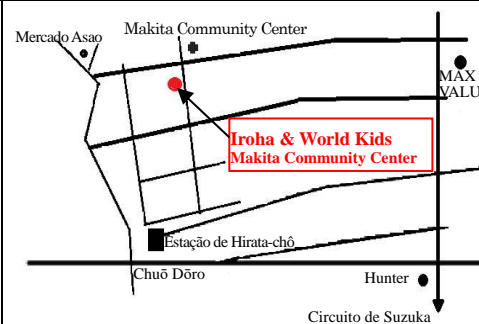 Makita Community Center
Mercado Asao
MAX
VALU
Iroha & World Kids
Makita Community Center
Estação de Hirata-chô
Chuō Dōro
Hunter
Circuito de Suzuka